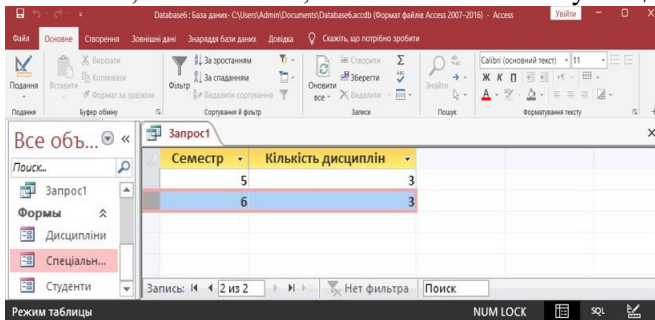 Database6 : База даних- C:\Users\Admin\Documents\Database6.accdb (Формат файлів Access 2007–2016) - Access Увійти
Файл Основне Створення Зовнішні дані Знаряддя бази даних Довідка Скажіть, що потрібно зробити
Подання Вставити Вирізати Копіювати Формат за зразком
Фільтр За зростанням За спаданням Видалити сортування
Оновити все Створити Зберегти Видалити
Знайти
Calibri (основний текст) 11
Ж К П
Подання Буфер обміну Сортування й фільтр Записи Пошук Форматування тексту
Все объ... «
Поиск...
Запрос1
Формы
Дисципліни
Спеціальн...
Студенти
Запрос1
Семестр Кількість дисциплін
5 3
6 3
Запись: 2 из 2 Нет фильтра Поиск
Режим таблицы NUM LOCK SQL